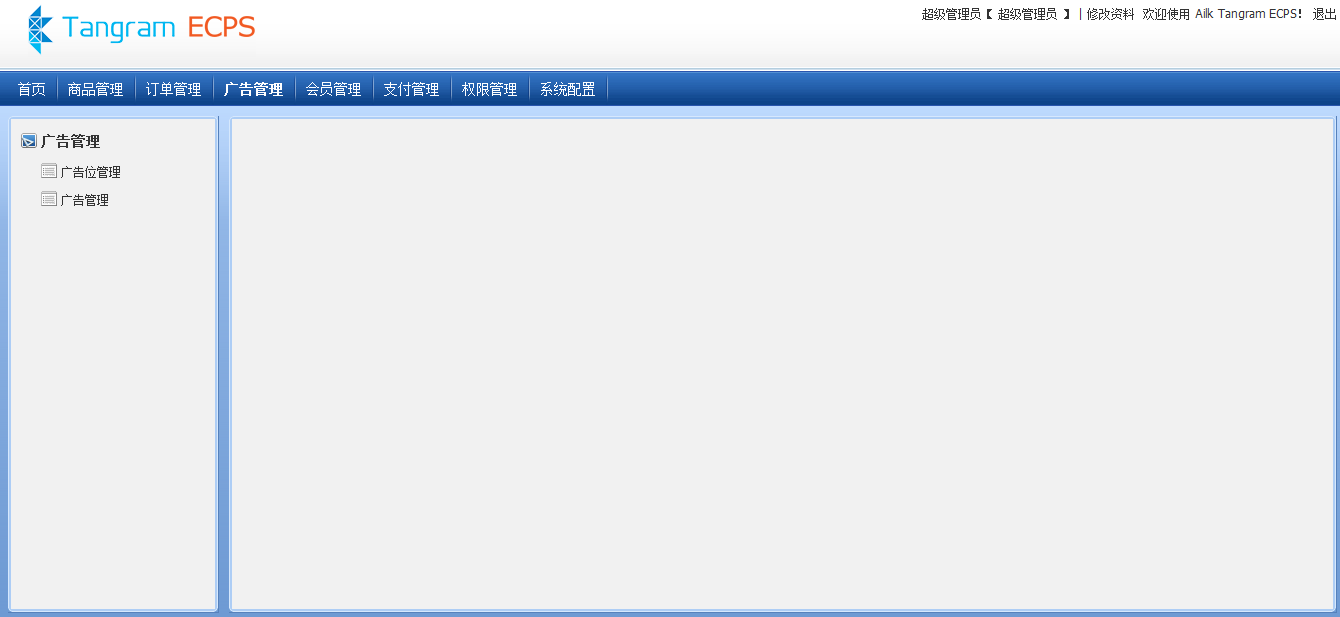 Tangram ECPS
超级管理员【 超级管理员 】 | 修改资料 欢迎使用 Ailk Tangram ECPS! 退出
首页 商品管理 订单管理 广告管理 会员管理 支付管理 权限管理 系统配置
广告管理
广告位管理
广告管理